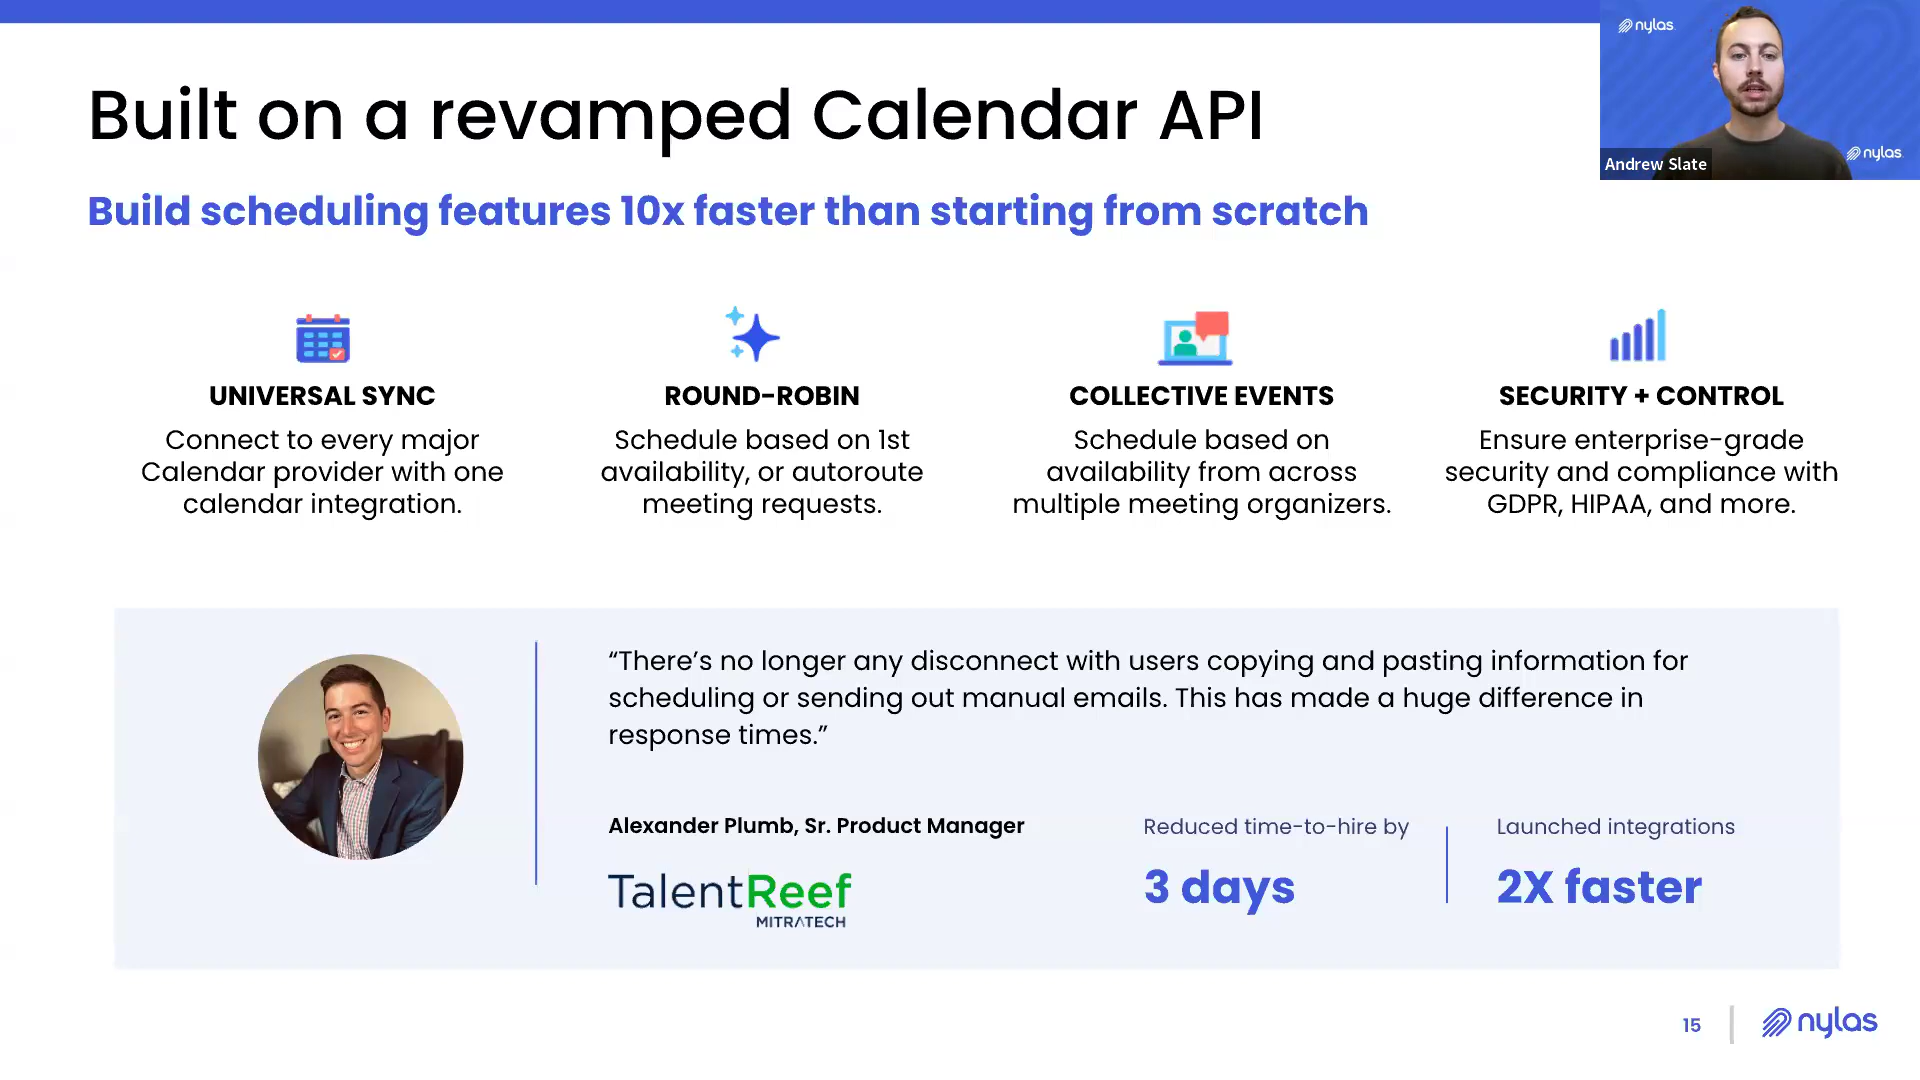 nylas
Built on a revamped Calendar API
Andrew Slate
nylas
Build scheduling features 10x faster than starting from scratch
UNIVERSAL SYNC
Connect to every major
Calendar provider with one
calendar integration.
ROUND-ROBIN
Schedule based on 1st
availability, or autoroute
meeting requests.
COLLECTIVE EVENTS
Schedule based on
availability from across
multiple meeting organizers.
SECURITY + CONTROL
Ensure enterprise-grade
security and compliance with
GDPR, HIPAA, and more.
“There’s no longer any disconnect with users copying and pasting information for
scheduling or sending out manual emails. This has made a huge difference in
response times.”
Alexander Plumb, Sr. Product Manager
TalentReef
MITRATECH
Reduced time-to-hire by
3 days
Launched integrations
2X faster
15
nylas